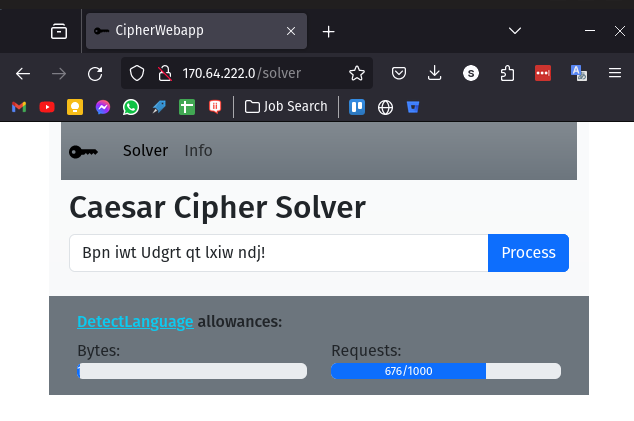 CipherWebapp
170.64.222.0/solver
Job Search
Solver Info
Caesar Cipher Solver
Bpn iwt Udgrt qt lxiw ndj! Process
DetectLanguage allowances:
Bytes: Requests:
676/1000